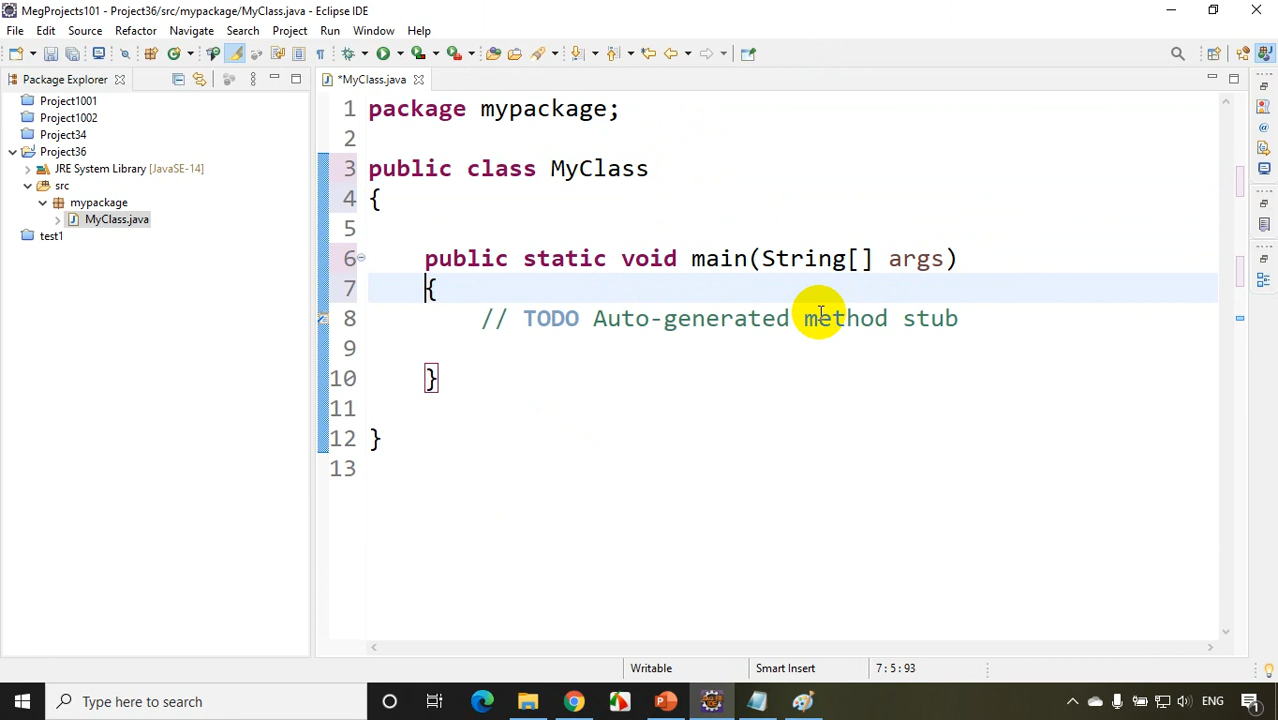 MegProjects101 - Project36/src/mypackage/MyClass.java - Eclipse IDE
File Edit Source Refactor Navigate Search Project Run Window Help
Package Explorer
*MyClass.java
Project1001
Project1002
Project34
Project36
JRE System Library [JavaSE-14]
src
mypackage
MyClass.java
test1
1 package mypackage;
2
3 public class MyClass
4 {
5
6 public static void main(String[] args)
7 {
8 // TODO Auto-generated method stub
9
10 }
11
12 }
13
Writable Smart Insert 7 : 5 : 93
Type here to search
ENG
1